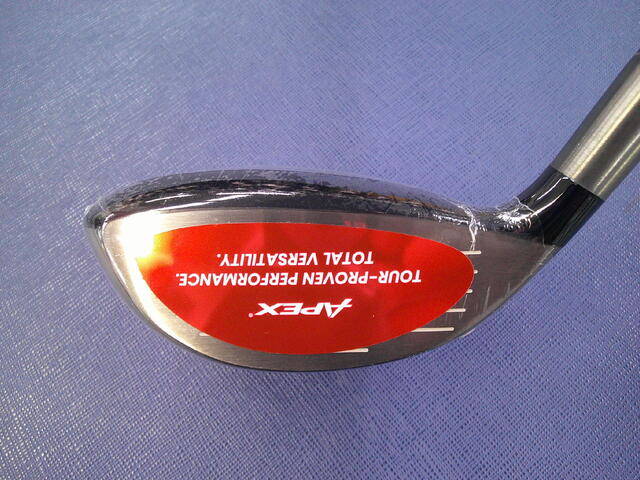 APEX®
TOUR-PROVEN PERFORMANCE.
TOTAL VERSATILITY.